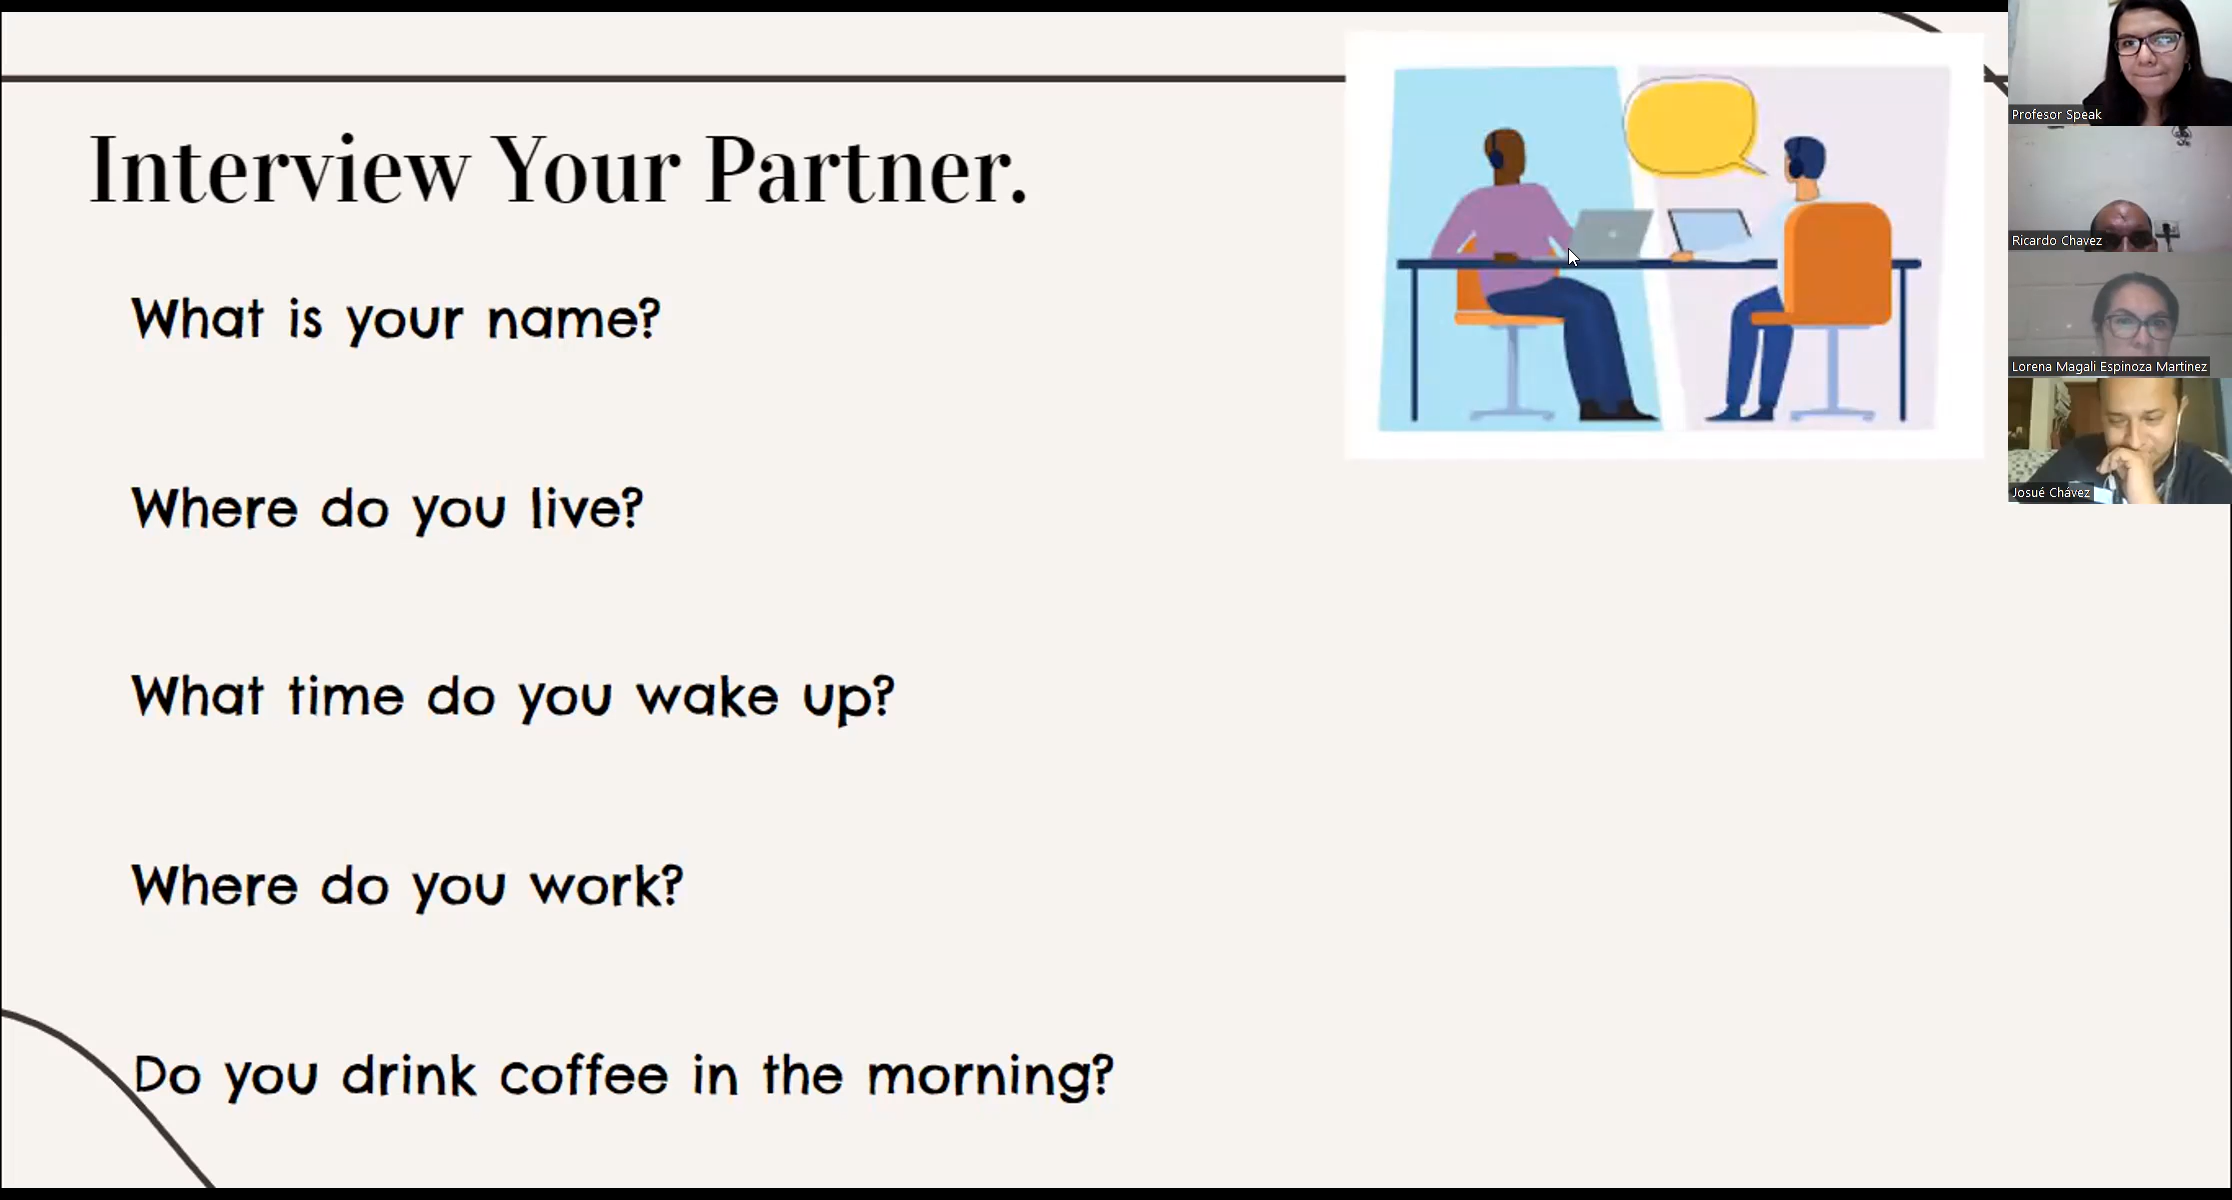 Interview Your Partner.
What is your name?
Where do you live?
What time do you wake up?
Where do you work?
Do you drink coffee in the morning?
Profesor Speak
Ricardo Chavez
Lorena Magali Espinoza Martinez
Josué Chávez